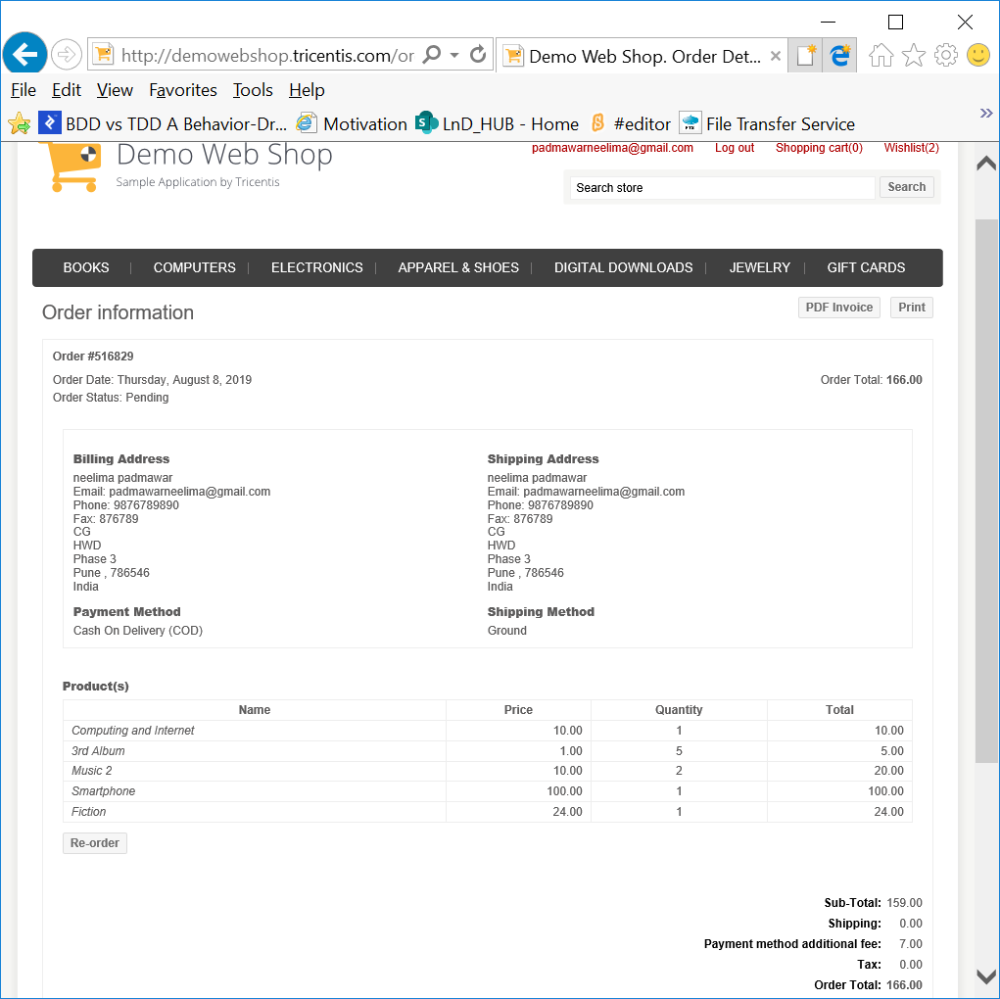 http://demowebshop.tricentis.com/or
Demo Web Shop. Order Det...
File Edit View Favorites Tools Help
BDD vs TDD A Behavior-Dr... Motivation LnD_HUB - Home #editor File Transfer Service
Demo Web Shop
Sample Application by Tricentis
padmawarneelima@gmail.com Log out Shopping cart(0) Wishlist(2)
Search store Search
BOOKS COMPUTERS ELECTRONICS APPAREL & SHOES DIGITAL DOWNLOADS JEWELRY GIFT CARDS
Order information
PDF Invoice Print
Order #516829
Order Date: Thursday, August 8, 2019
Order Status: Pending
Order Total: 166.00
Billing Address
neelima padmawar
Email: padmawarneelima@gmail.com
Phone: 9876789890
Fax: 876789
CG
HWD
Phase 3
Pune , 786546
India
Payment Method
Cash On Delivery (COD)
Shipping Address
neelima padmawar
Email: padmawarneelima@gmail.com
Phone: 9876789890
Fax: 876789
CG
HWD
Phase 3
Pune , 786546
India
Shipping Method
Ground
Product(s)
Name Price Quantity Total
Computing and Internet 10.00 1 10.00
3rd Album 1.00 5 5.00
Music 2 10.00 2 20.00
Smartphone 100.00 1 100.00
Fiction 24.00 1 24.00
Re-order
Sub-Total: 159.00
Shipping: 0.00
Payment method additional fee: 7.00
Tax: 0.00
Order Total: 166.00